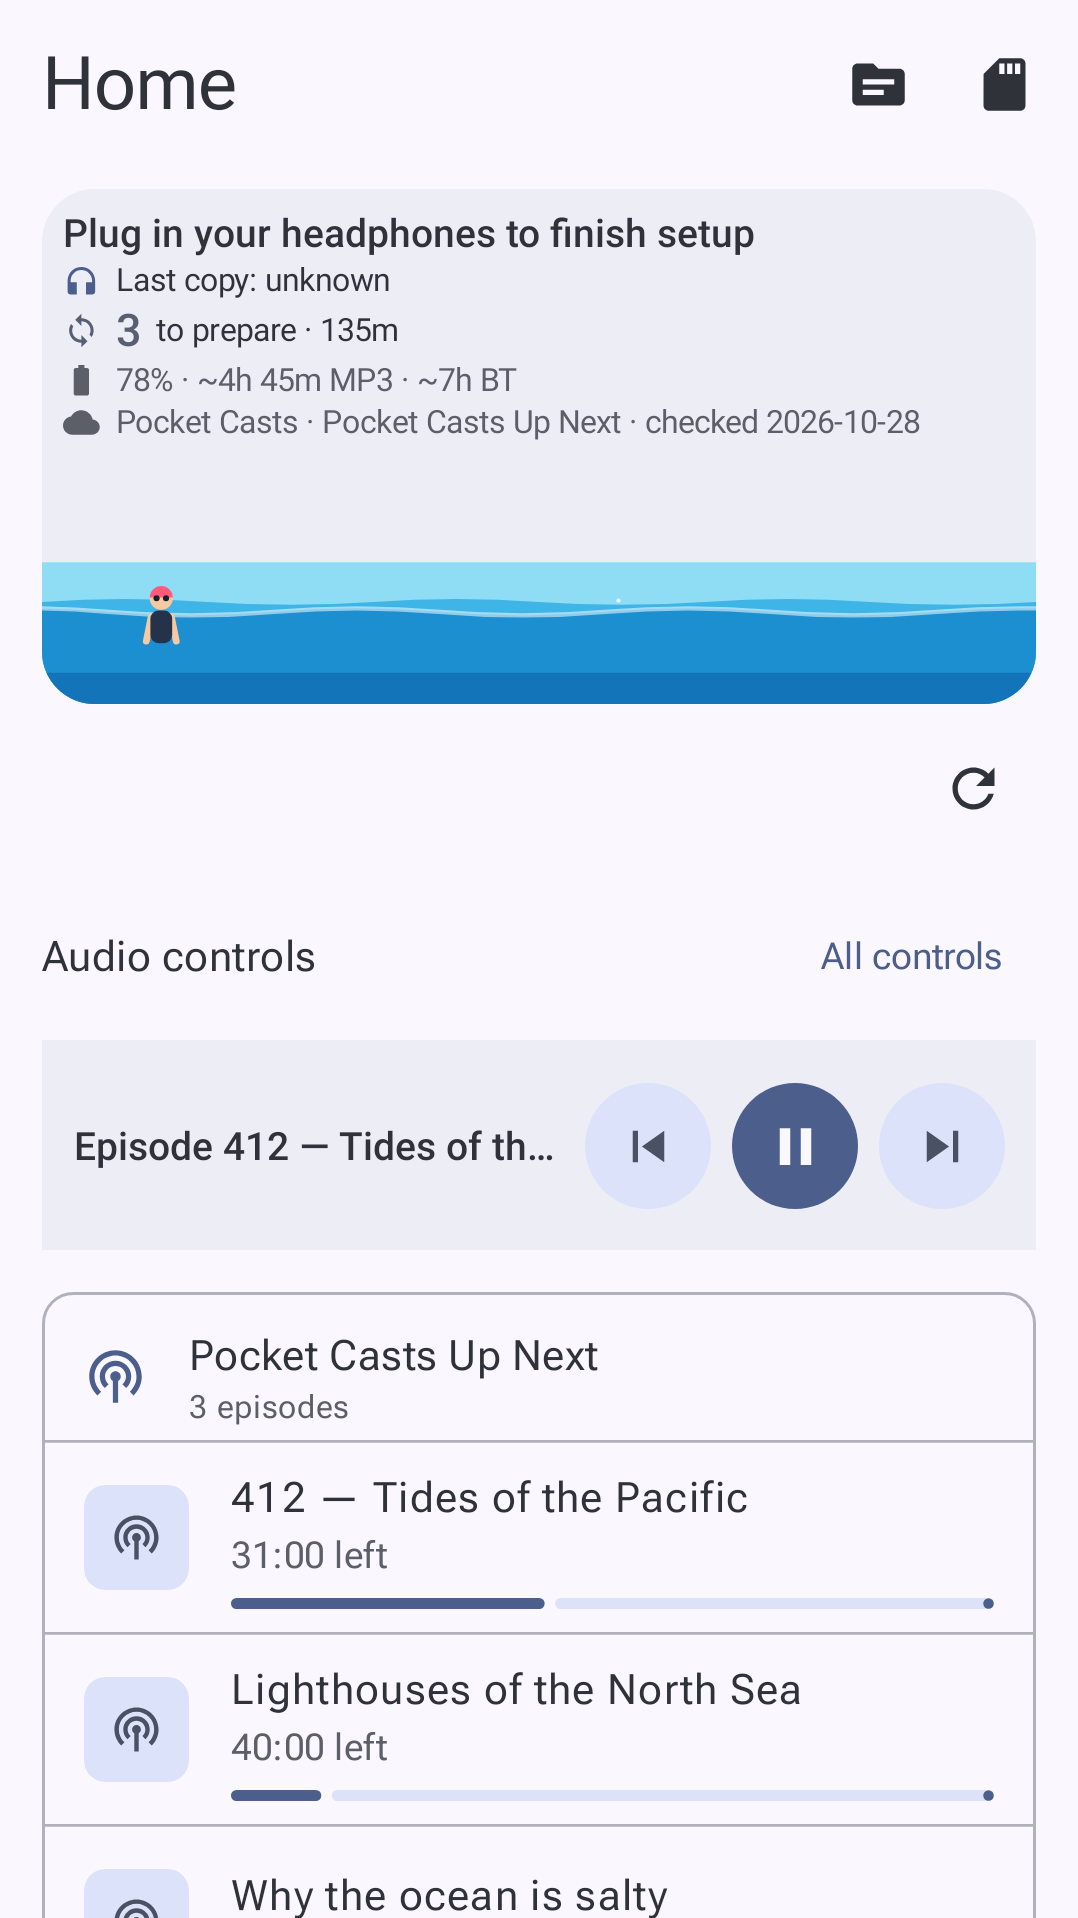 Home
Plug in your headphones to finish setup
Last copy: unknown
3 to prepare · 135m
78% · ~4h 45m MP3 · ~7h BT
Pocket Casts · Pocket Casts Up Next · checked 2026-10-28
Audio controls
All controls
Episode 412 — Tides of th…
Pocket Casts Up Next
3 episodes
412 — Tides of the Pacific
31:00 left
Lighthouses of the North Sea
40:00 left
Why the ocean is salty